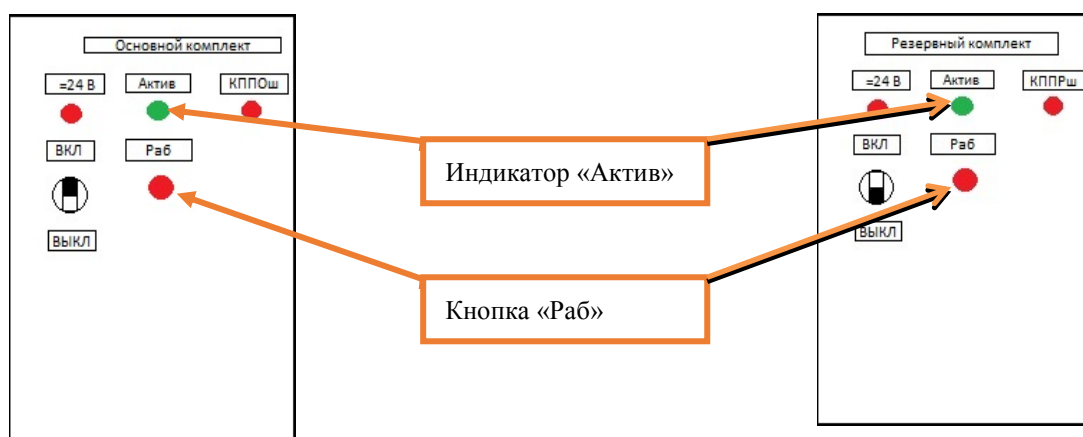 Основной комплект
=24 В
Актив
КППОш
ВКЛ
Раб
ВЫКЛ
Индикатор «Актив»
Кнопка «Раб»
Резервный комплект
=24 В
Актив
КППРш
ВКЛ
Раб
ВЫКЛ